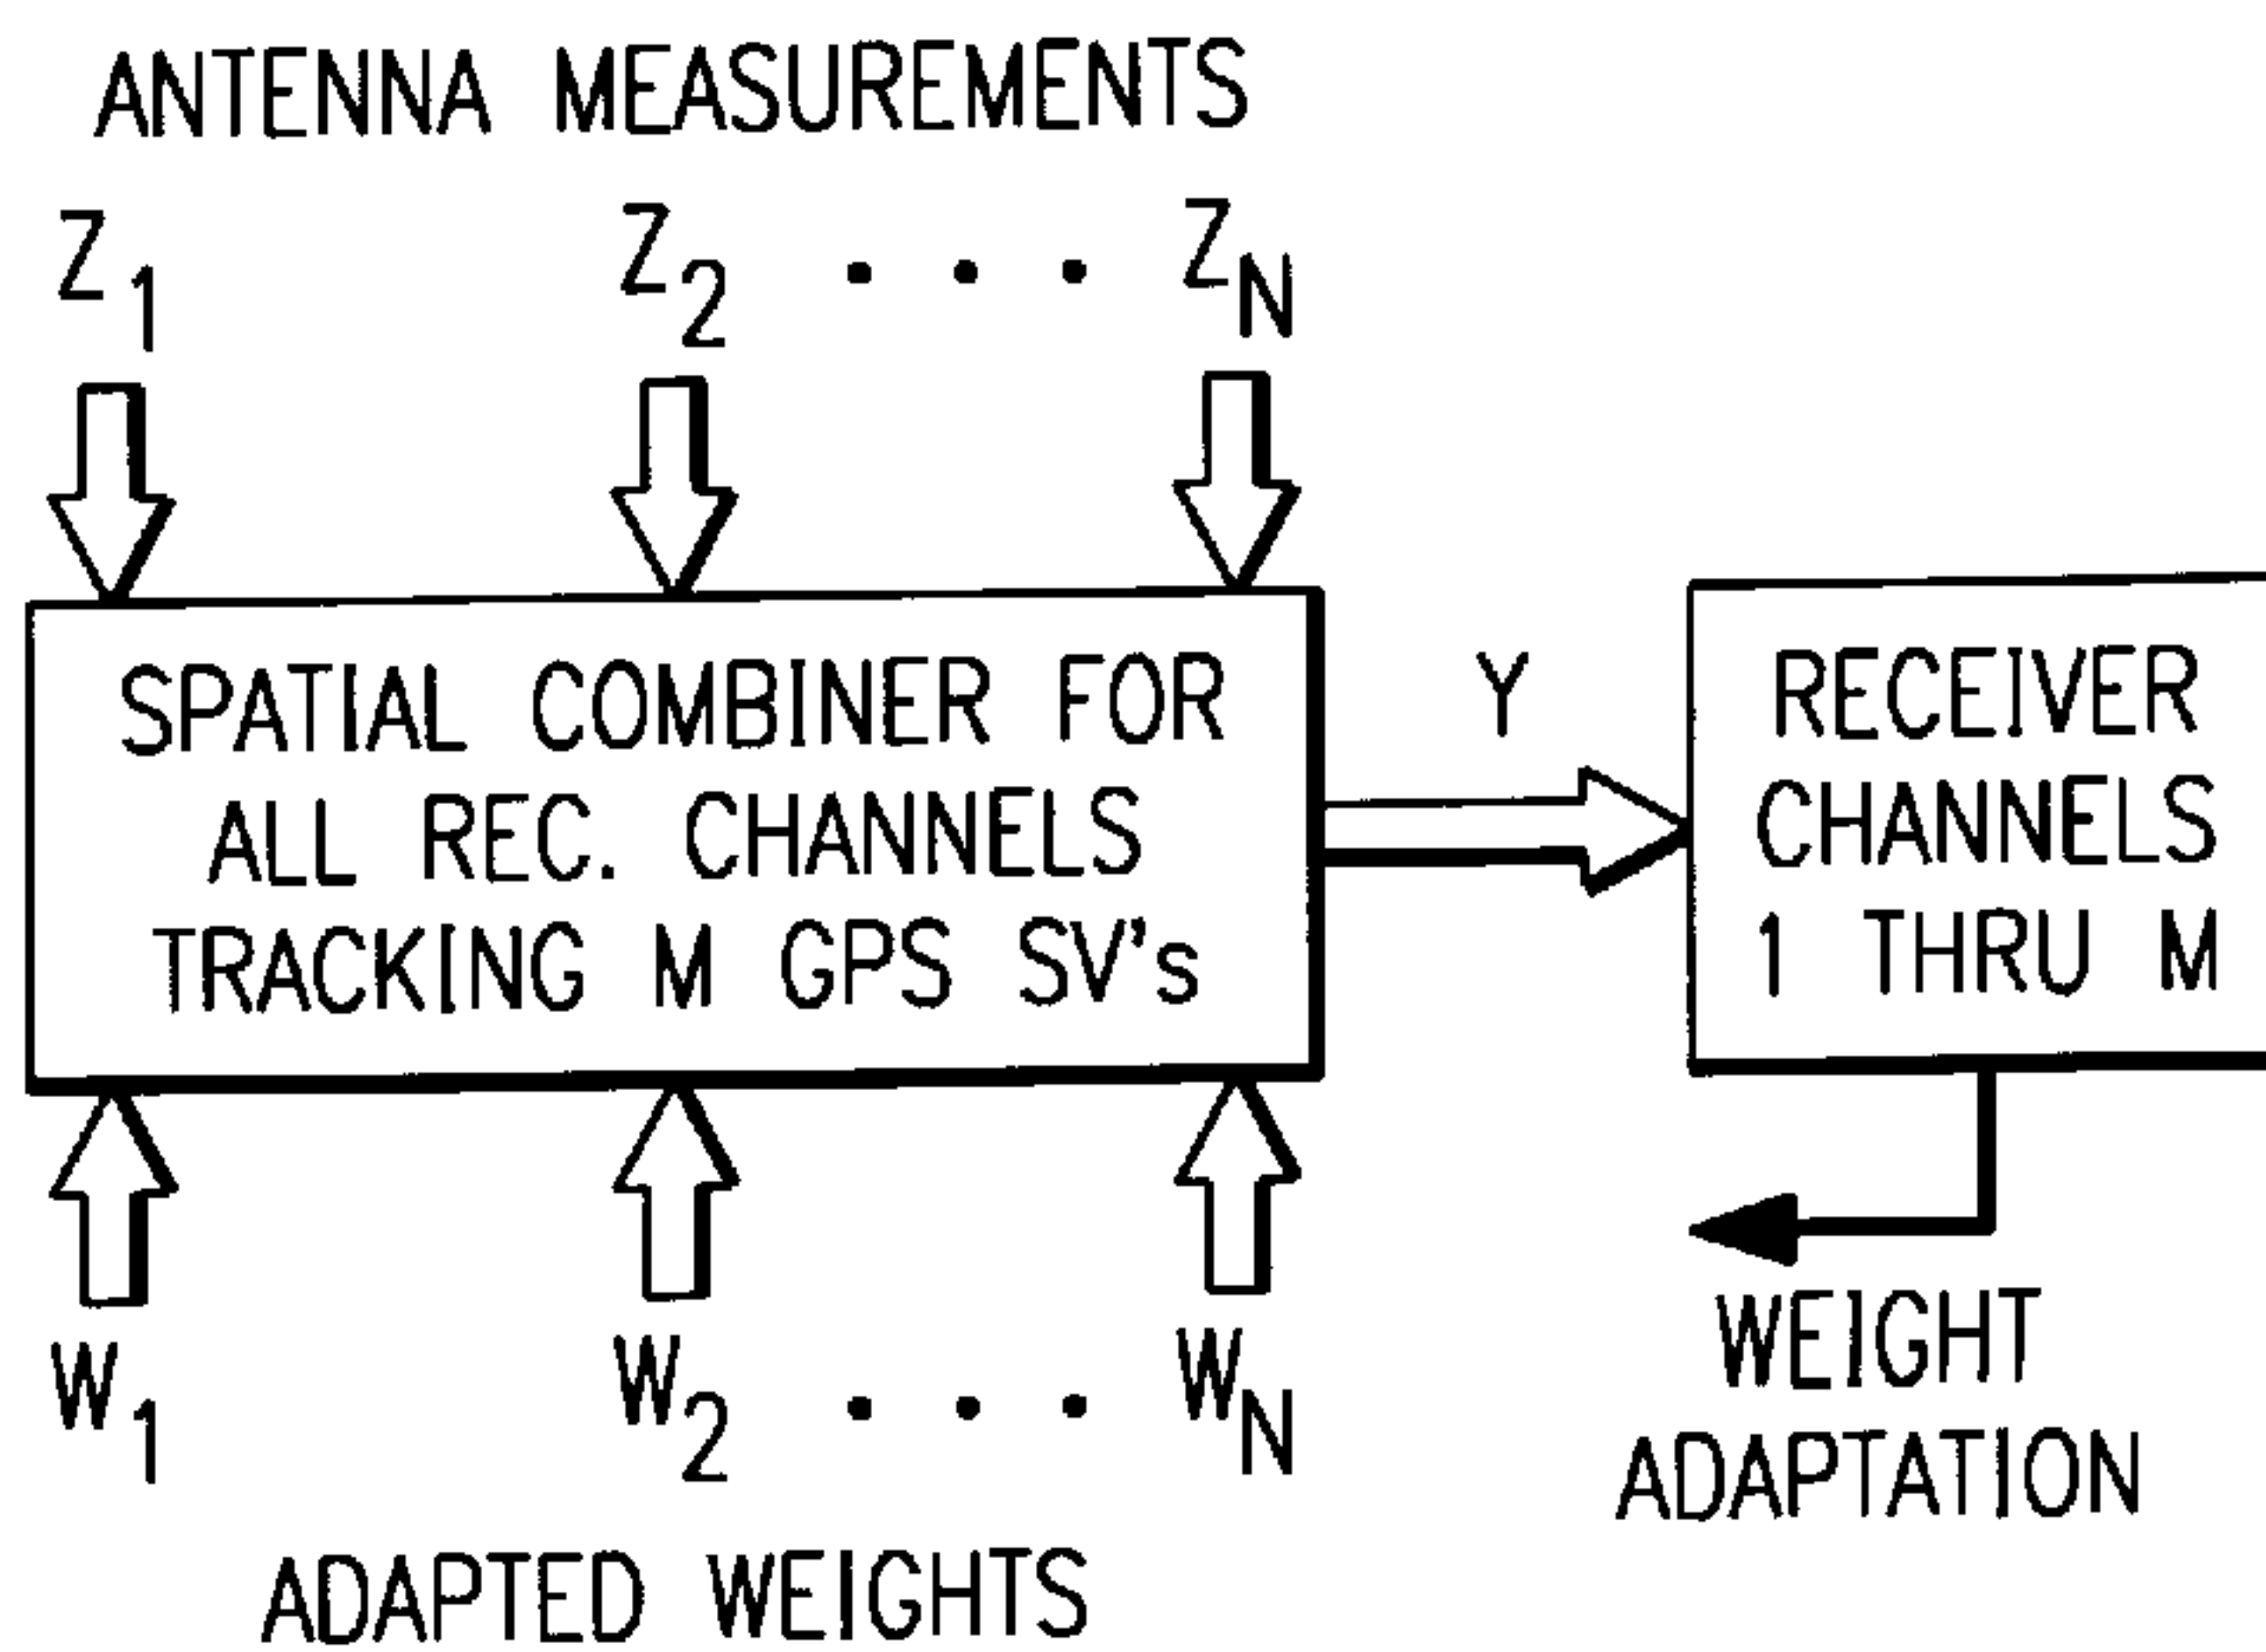 ANTENNA MEASUREMENTS
Z1 Z2 . . . ZN
SPATIAL COMBINER FOR
ALL REC. CHANNELS
TRACKING M GPS SV's
Y
RECEIVER
CHANNELS
1 THRU M
W1 W2 . . . WN
ADAPTED WEIGHTS
WEIGHT
ADAPTATION